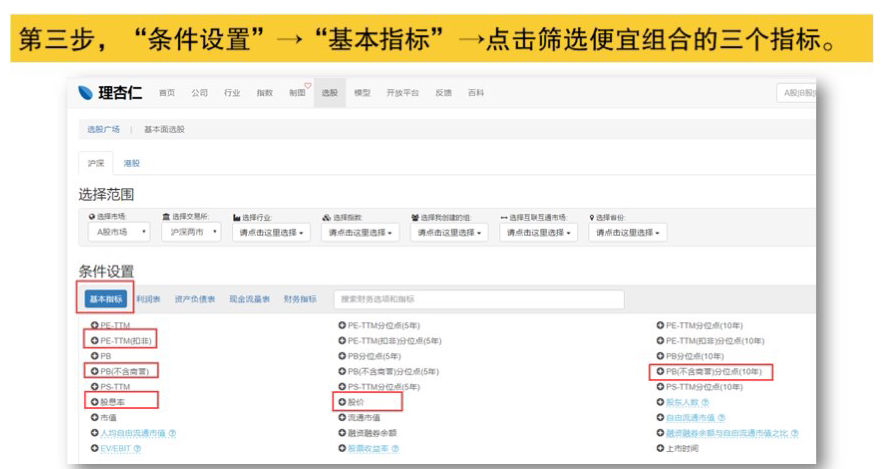 第三步，“条件设置”→“基本指标”→点击筛选便宜组合的三个指标。
理杏仁 首页 公司 行业 指数 制图 选股 模型 开放平台 反馈 百科 A股|B股|
选股广场 | 基本面选股
沪深 港股
选择范围
选择市场: 选择交易所: 选择行业: 选择指数: 选择我创建的组: 选择互联互通市场: 选择省份:
A股市场 沪深两市 请点击这里选择 请点击这里选择 请点击这里选择 请点击这里选择 请点击这里选择
条件设置
基本指标 利润表 资产负债表 现金流量表 财务指标 搜索财务选项和指标
PE-TTM PE-TTM分位点(5年) PE-TTM分位点(10年)
PE-TTM(扣非) PE-TTM(扣非)分位点(5年) PE-TTM(扣非)分位点(10年)
PB PB分位点(5年) PB分位点(10年)
PB(不含商誉) PB(不含商誉)分位点(5年) PB(不含商誉)分位点(10年)
PS-TTM PS-TTM分位点(5年) PS-TTM分位点(10年)
股息率 股价 股东人数
市值 流通市值 自由流通市值
人均自由流通市值 融资融券余额 融资融券余额与自由流通市值之比
EV/EBIT 股票收益率 上市时间